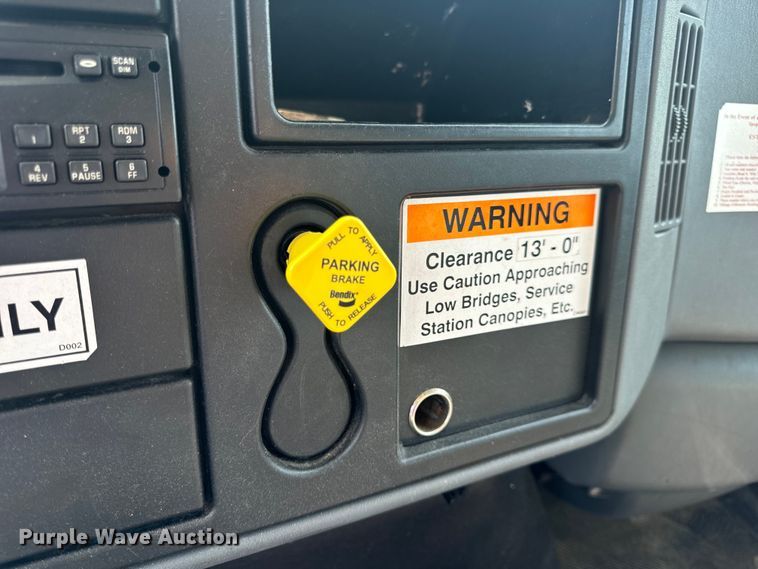 SCAN
DIM
1
RPT
2
RDM
3
4
REV
5
PAUSE
6
FF
ILY
D002
PULL TO APPLY
PARKING
BRAKE
Bendix
PUSH TO RELEASE
WARNING
Clearance 13' - 0"
Use Caution Approaching
Low Bridges, Service
Station Canopies, Etc.
Purple Wave Auction